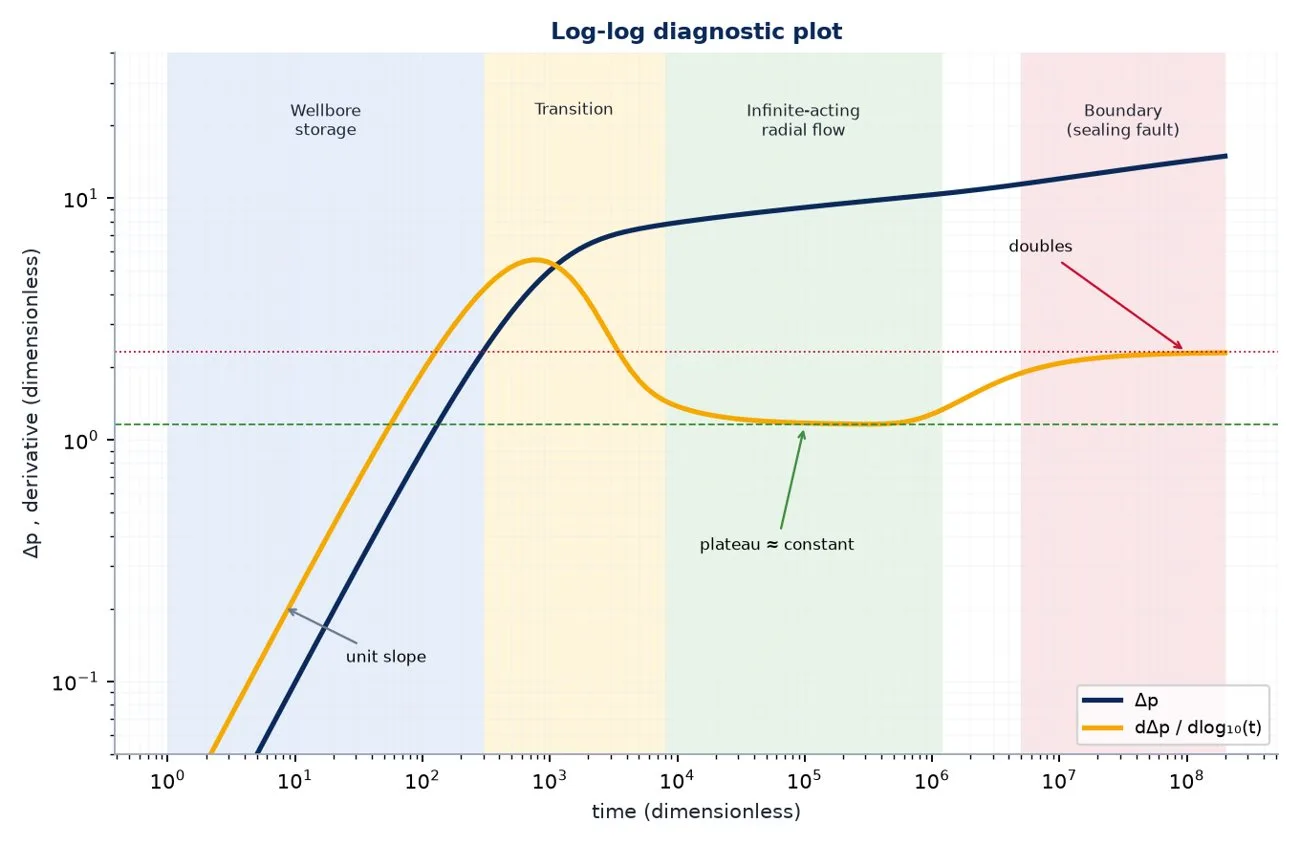 Log-log diagnostic plot
Wellbore
storage
Transition
Infinite-acting
radial flow
Boundary
(sealing fault)
doubles
plateau ≈ constant
unit slope
Δp , derivative (dimensionless)
10¹
10⁰
10⁻¹
Δp
dΔp / dlog₁₀(t)
10⁰ 10¹ 10² 10³ 10⁴ 10⁵ 10⁶ 10⁷ 10⁸
time (dimensionless)